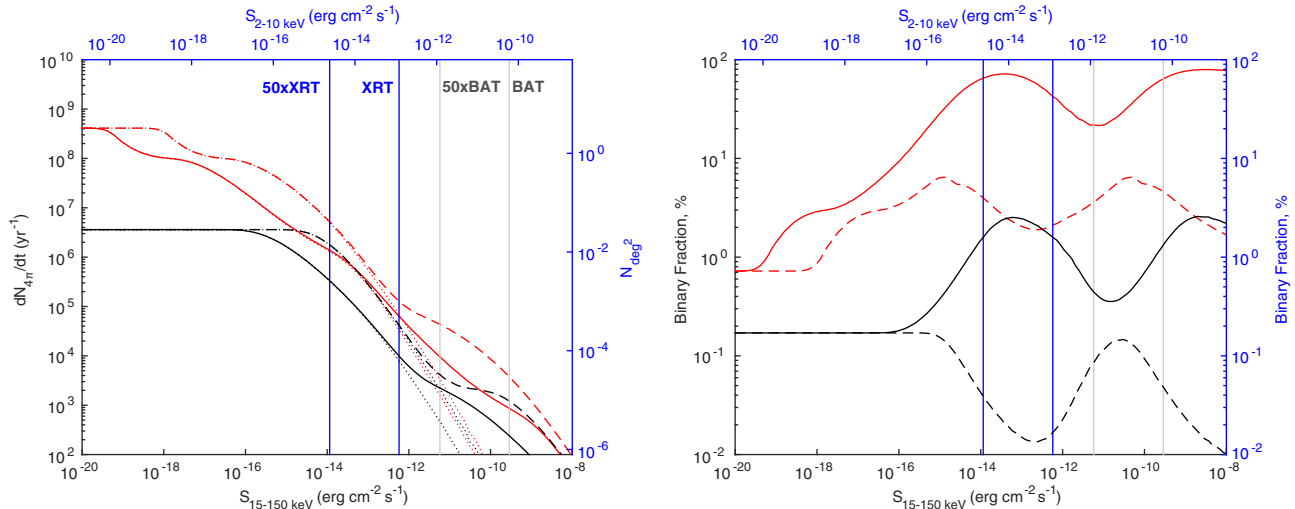 S2-10 keV (erg cm-2 s-1)
10-20 10-18 10-16 10-14 10-12 10-10
50xXRT XRT 50xBAT BAT
dN4π/dt (yr-1)
1010
109
108
107
106
105
104
103
102
Ndeg2
100
10-2
10-4
10-6
10-20 10-18 10-16 10-14 10-12 10-10 10-8
S15-150 keV (erg cm-2 s-1)
S2-10 keV (erg cm-2 s-1)
10-20 10-18 10-16 10-14 10-12 10-10
Binary Fraction, %
102
101
100
10-1
10-2
Binary Fraction, %
102
101
100
10-1
10-2
10-20 10-18 10-16 10-14 10-12 10-10 10-8
S15-150 keV (erg cm-2 s-1)